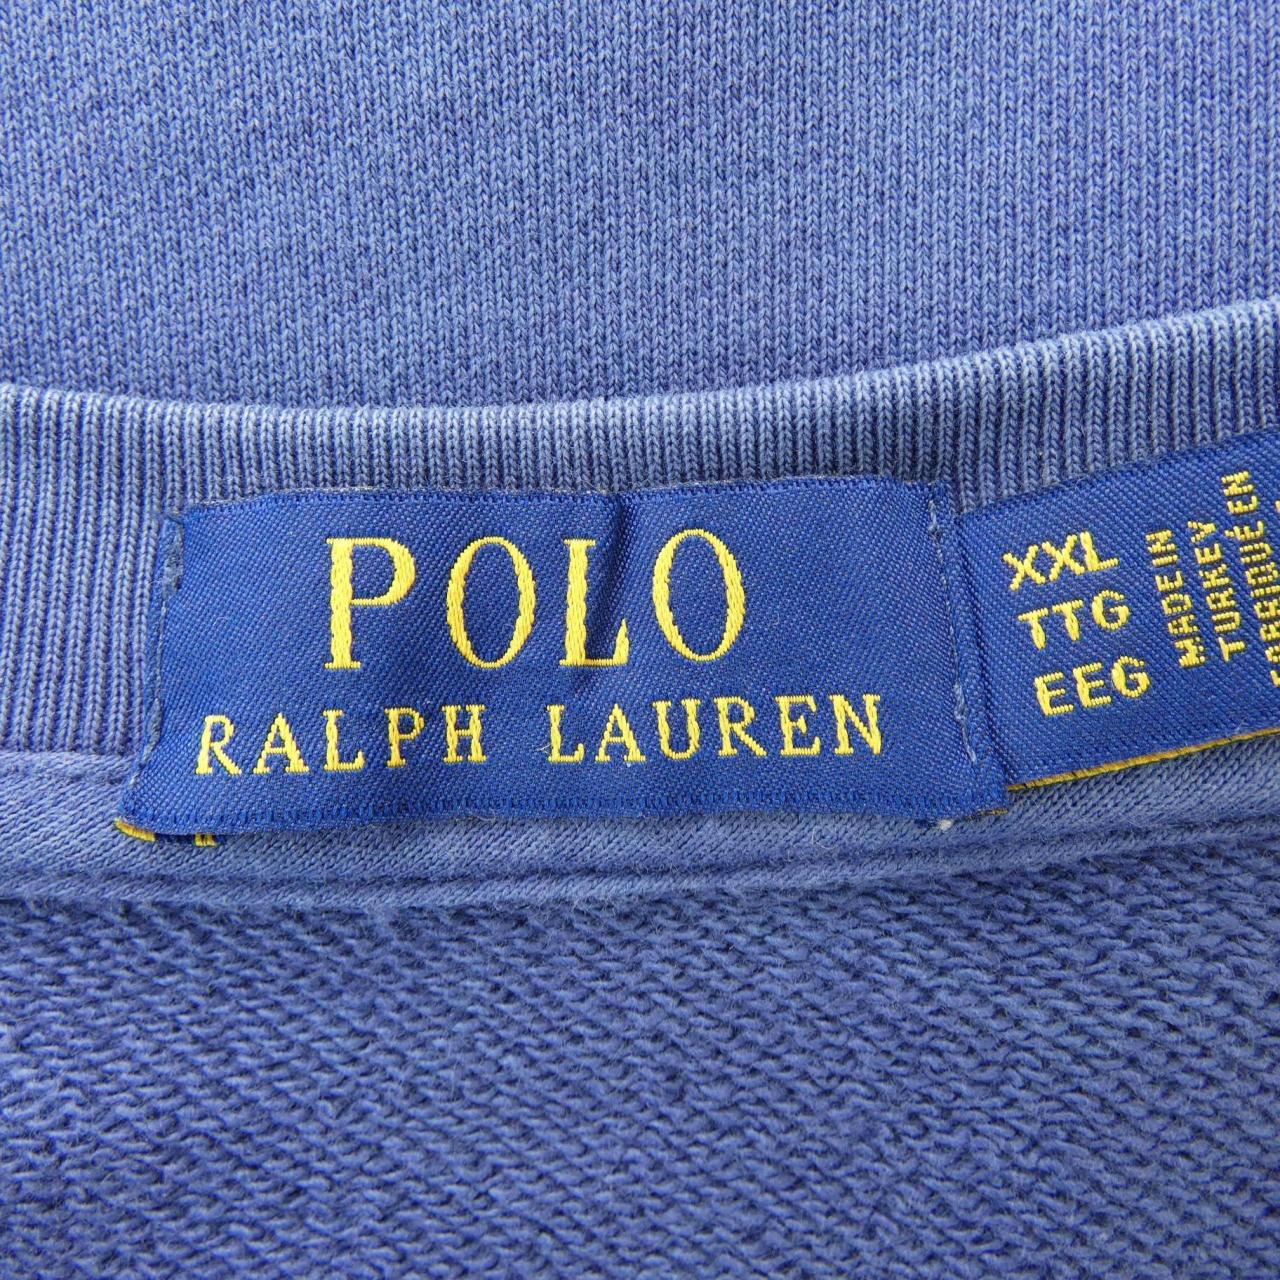 POLO
RALPH LAUREN
XXL
TTG
EEG
MADE IN
TURKEY